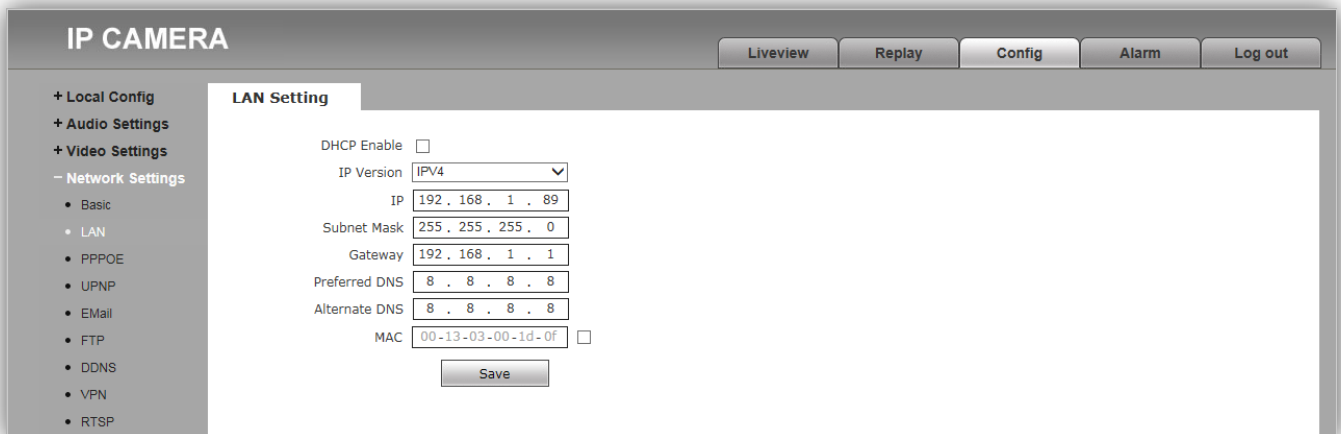 IP CAMERA
Liveview Replay Config Alarm Log out
+ Local Config
+ Audio Settings
+ Video Settings
− Network Settings
• Basic
• LAN
• PPPOE
• UPNP
• EMail
• FTP
• DDNS
• VPN
• RTSP
LAN Setting
DHCP Enable
IP Version IPV4
IP 192 . 168 . 1 . 89
Subnet Mask 255 . 255 . 255 . 0
Gateway 192 . 168 . 1 . 1
Preferred DNS 8 . 8 . 8 . 8
Alternate DNS 8 . 8 . 8 . 8
MAC 00-13-03-00-1d-0f
Save